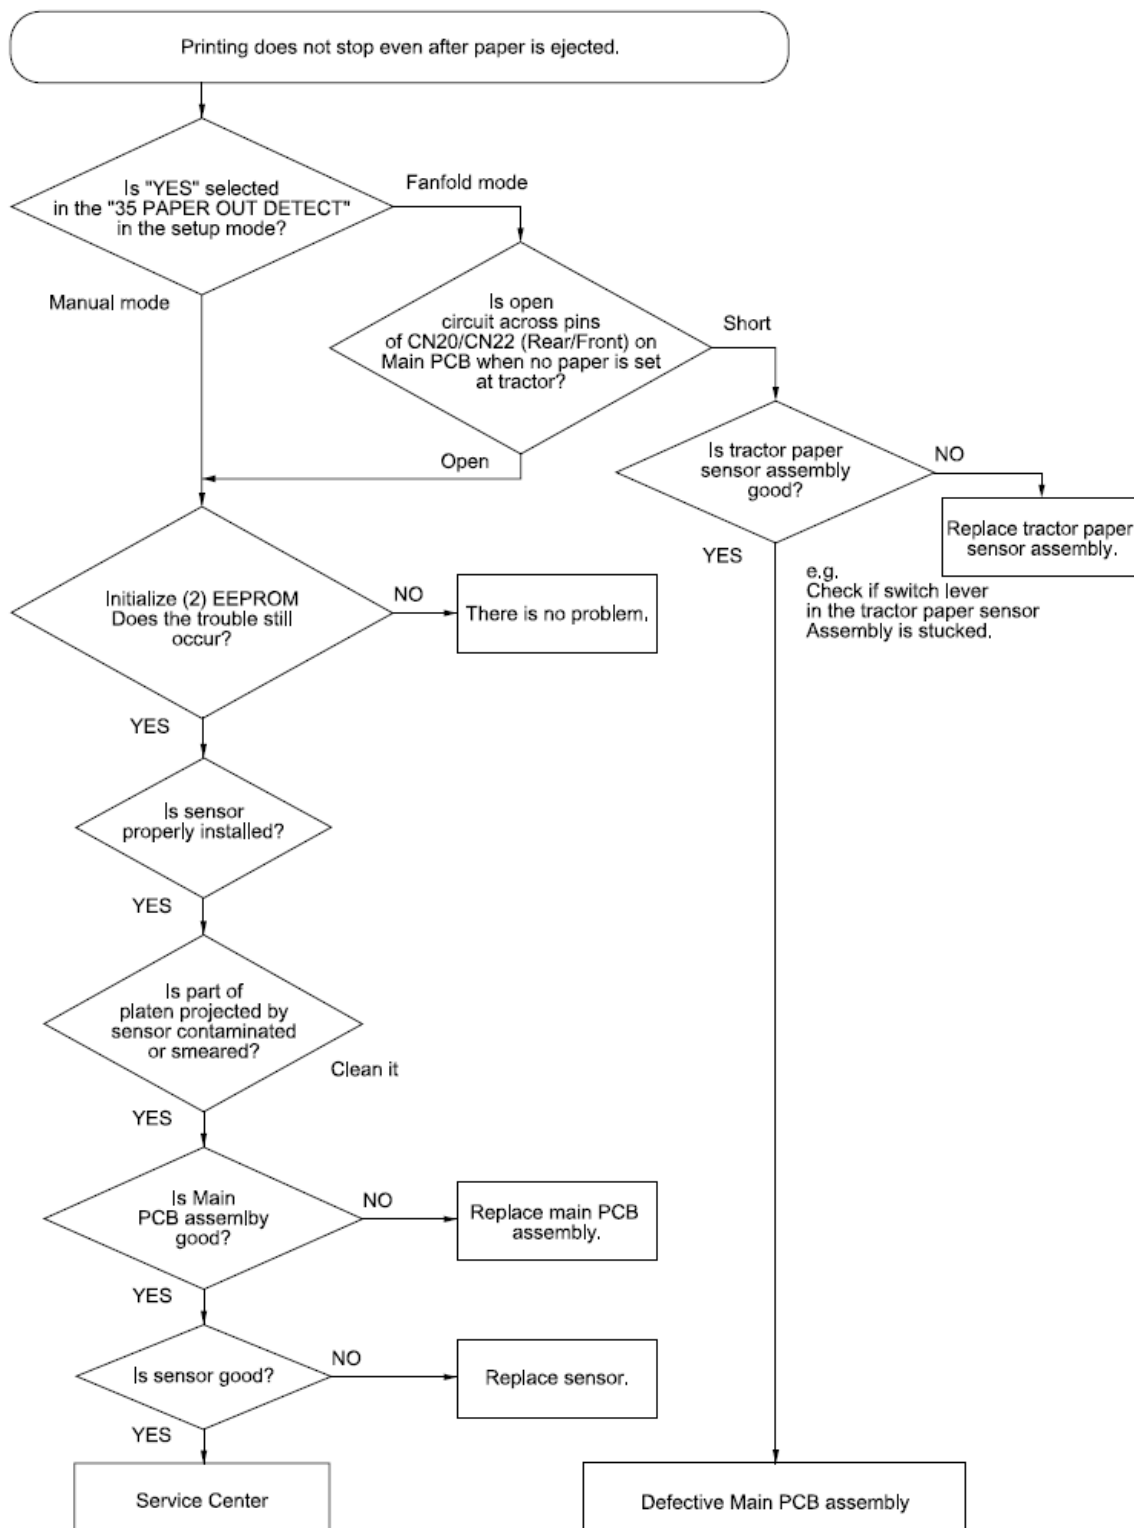 Printing does not stop even after paper is ejected.
Is "YES" selected
in the "35 PAPER OUT DETECT"
in the setup mode?
Fanfold mode
Manual mode
Is open
circuit across pins
of CN20/CN22 (Rear/Front) on
Main PCB when no paper is set
at tractor?
Short
Open
Is tractor paper
sensor assembly
good?
NO
Replace tractor paper
sensor assembly.
YES
e.g.
Check if switch lever
in the tractor paper sensor
Assembly is stucked.
Initialize (2) EEPROM
Does the trouble still
occur?
NO
There is no problem.
YES
Is sensor
properly installed?
YES
Is part of
platen projected by
sensor contaminated
or smeared?
Clean it
YES
Is Main
PCB assemlby
good?
NO
Replace main PCB
assembly.
YES
Is sensor good?
NO
Replace sensor.
YES
Service Center
Defective Main PCB assembly